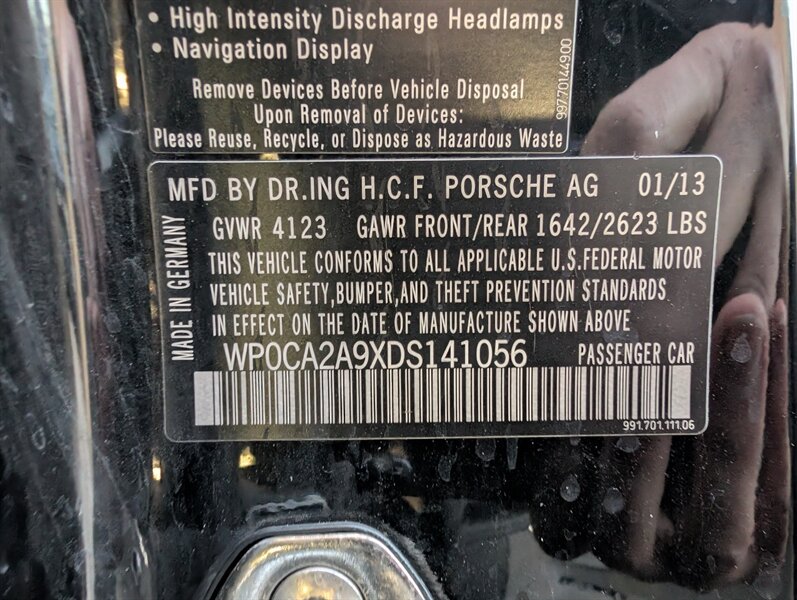 • High Intensity Discharge Headlamps
• Navigation Display
Remove Devices Before Vehicle Disposal
Upon Removal of Devices:
Please Reuse, Recycle, or Dispose as Hazardous Waste
997.701.449.00
MFD BY DR.ING H.C.F. PORSCHE AG 01/13
GVWR 4123 GAWR FRONT/REAR 1642/2623 LBS
THIS VEHICLE CONFORMS TO ALL APPLICABLE U.S.FEDERAL MOTOR
VEHICLE SAFETY,BUMPER,AND THEFT PREVENTION STANDARDS
IN EFFECT ON THE DATE OF MANUFACTURE SHOWN ABOVE
MADE IN GERMANY
WP0CA2A9XDS141056 PASSENGER CAR
991.701.111.06